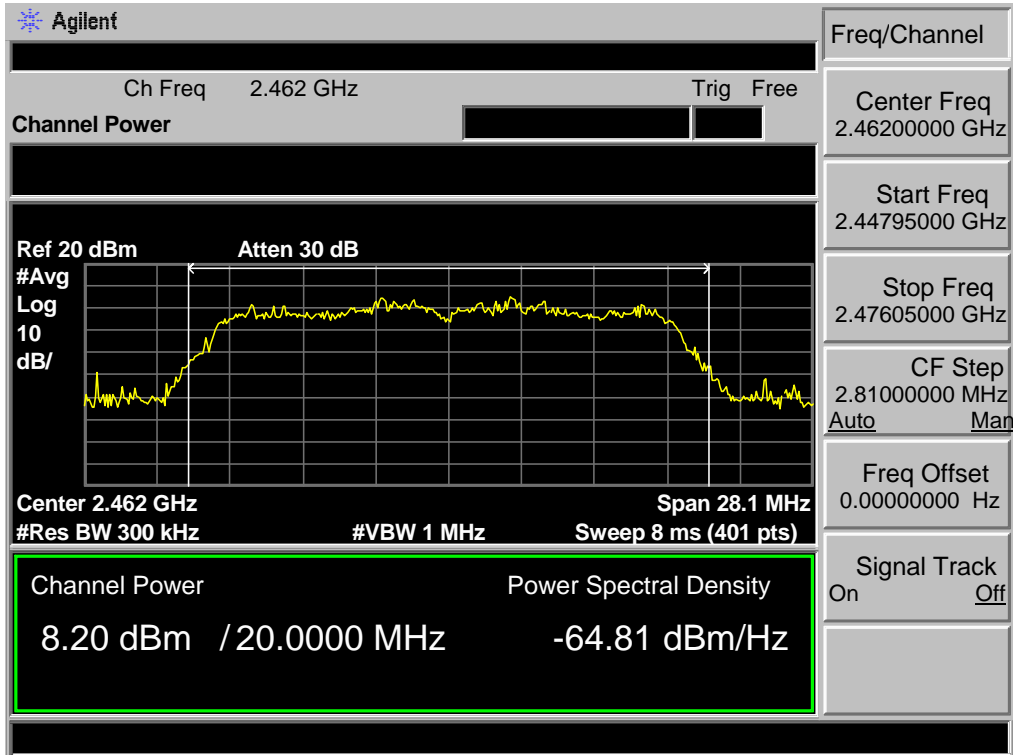 Agilent
Ch Freq 2.462 GHz Trig Free
Channel Power
Ref 20 dBm Atten 30 dB
#Avg
Log
10
dB/
Center 2.462 GHz Span 28.1 MHz
#Res BW 300 kHz #VBW 1 MHz Sweep 8 ms (401 pts)
Channel Power Power Spectral Density
8.20 dBm / 20.0000 MHz -64.81 dBm/Hz
Freq/Channel
Center Freq
2.46200000 GHz
Start Freq
2.44795000 GHz
Stop Freq
2.47605000 GHz
CF Step
2.81000000 MHz
Auto Man
Freq Offset
0.00000000 Hz
Signal Track
On Off